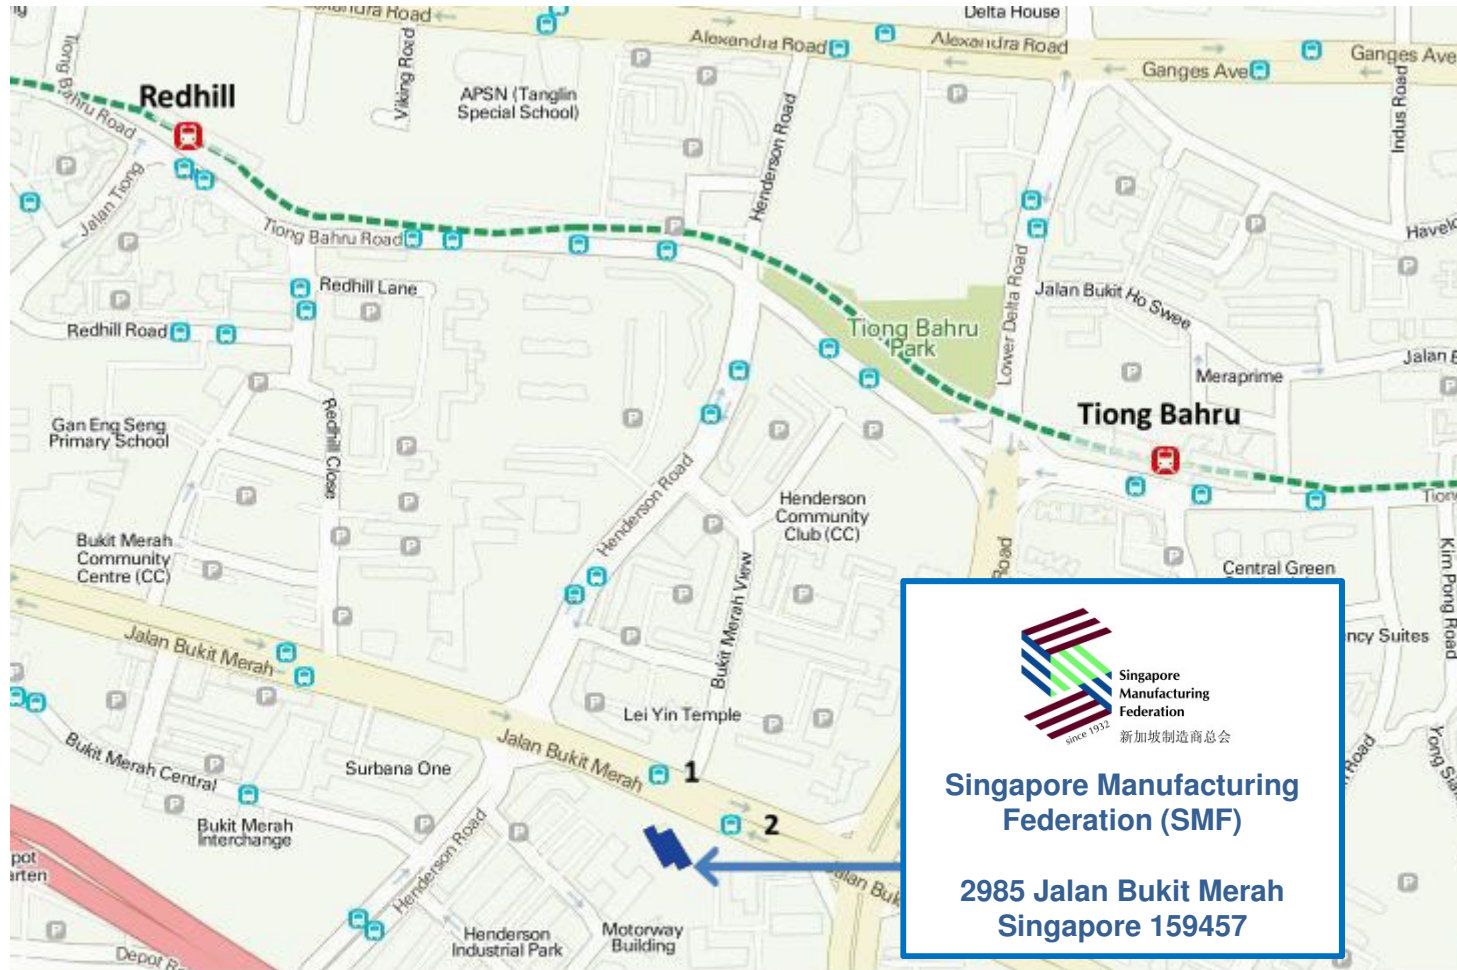 Delta House
Alexandra Road
Alexandra Road
Ganges Ave
Ganges Ave
Tiong Bahru Road
Viking Road
Redhill
APSN (Tanglin
Special School)
Henderson Road
Indus Road
Jalan Tiong
Tiong Bahru Road
Redhill Lane
Redhill Road
Lower Delta Road
Jalan Bukit Ho Swee
Tiong Bahru
Park
Meraprime
Tiong Bahru
Gan Eng Seng
Primary School
Redhill Close
Henderson Road
Henderson
Community
Club (CC)
Bukit Merah
Community
Centre (CC)
Bukit Merah View
Road
Central Green
Kim Pong Road
ncy Suites
Jalan Bukit Merah
Lei Yin Temple
Jalan Bukit Merah
1
2
Bukit Merah Central
Surbana One
Bukit Merah
Interchange
Henderson Road
Henderson
Industrial Park
Motorway
Building
Road
Singapore
Manufacturing
Federation
since 1932
新加坡制造商总会
Singapore Manufacturing
Federation (SMF)
2985 Jalan Bukit Merah
Singapore 159457